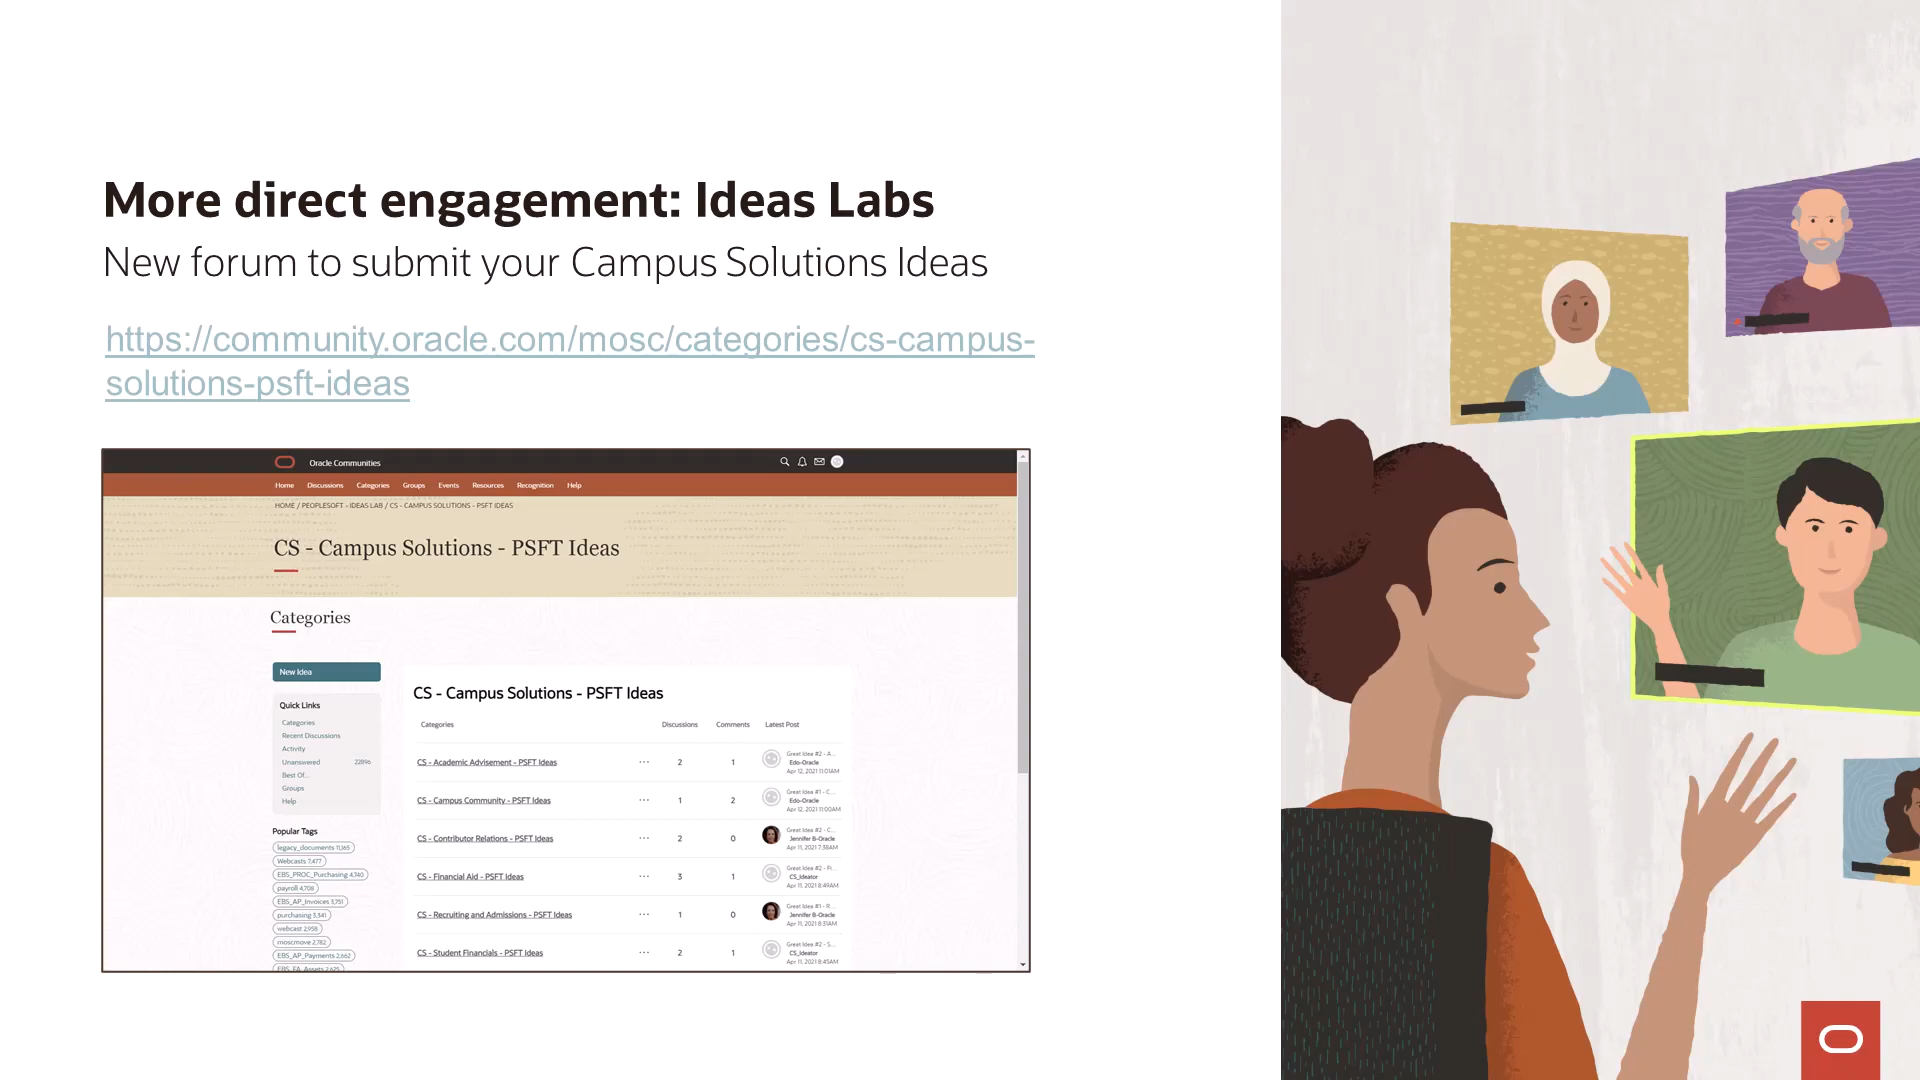 More direct engagement: Ideas Labs
New forum to submit your Campus Solutions Ideas
https://community.oracle.com/mosc/categories/cs-campus-
solutions-psft-ideas
Oracle Communities
Home Discussions Categories Groups Events Resources Recognition Help
HOME / PEOPLESOFT - IDEAS LAB / CS - CAMPUS SOLUTIONS - PSFT IDEAS
CS - Campus Solutions - PSFT Ideas
Categories
New Idea
Quick Links
Categories
Recent Discussions
Activity
Unanswered 22896
Best Of...
Groups
Help
Popular Tags
legacy_documents 11,165
Webcasts 7,477
EBS_PROC_Purchasing 4,740
payroll 4,708
EBS_AP_Invoices 3,751
purchasing 3,341
webcast 2,958
moscmove 2,782
EBS_AP_Payments 2,662
EBS_FA_Assets 2,625
CS - Campus Solutions - PSFT Ideas
Categories Discussions Comments Latest Post
CS - Academic Advisement - PSFT Ideas ... 2 1 Great Idea #2 - A...
Edo-Oracle
Apr 12, 2021 11:01AM
CS - Campus Community - PSFT Ideas ... 1 2 Great Idea #1 - C...
Edo-Oracle
Apr 12, 2021 11:00AM
CS - Contributor Relations - PSFT Ideas ... 2 0 Great Idea #2 - C...
Jennifer B-Oracle
Apr 11, 2021 7:38AM
CS - Financial Aid - PSFT Ideas ... 3 1 Great Idea #2 - Fi...
CS_Ideator
Apr 11, 2021 8:49AM
CS - Recruiting and Admissions - PSFT Ideas ... 1 0 Great Idea #1 - R...
Jennifer B-Oracle
Apr 11, 2021 8:31AM
CS - Student Financials - PSFT Ideas ... 2 1 Great Idea #2 - S...
CS_Ideator
Apr 11, 2021 8:45AM